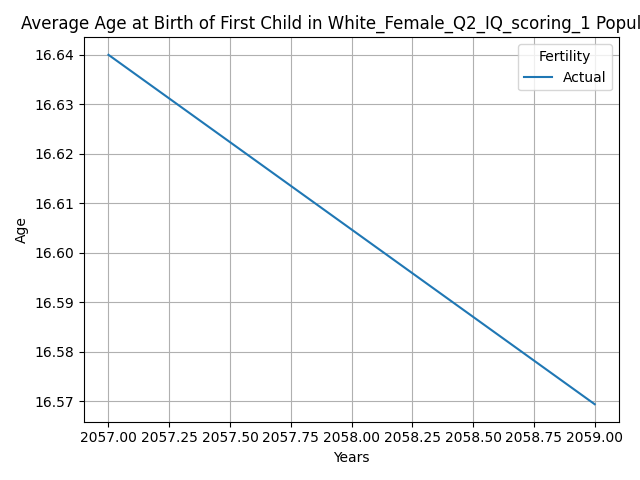 Average Age at Birth of First Child in White_Female_Q2_IQ_scoring_1 Popul
Fertility
Actual
16.64
16.63
16.62
16.61
16.60
16.59
16.58
16.57
Age
2057.00 2057.25 2057.50 2057.75 2058.00 2058.25 2058.50 2058.75 2059.00
Years